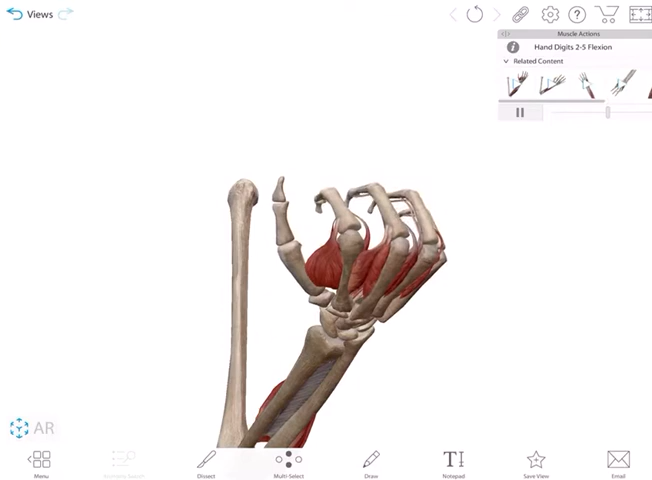 Views
Muscle Actions
Hand Digits 2-5 Flexion
Related Content
AR
Menu
Dissect
Multi-Select
Draw
Notepad
Save View
Email